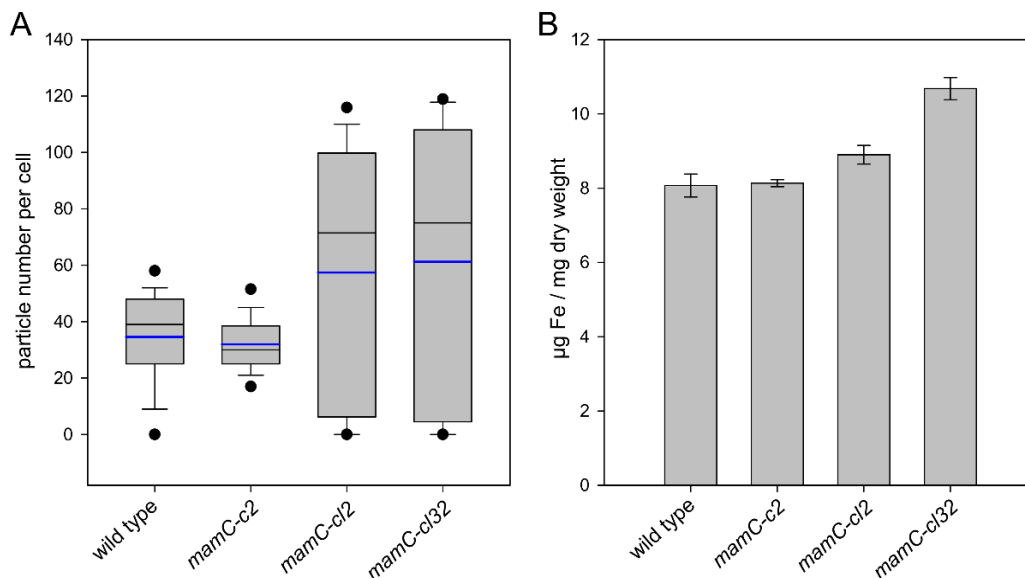 A
B
particle number per cell
140
120
100
80
60
40
20
0
wild type
mamC-c2
mamC-cl2
mamC-cl32
µg Fe / mg dry weight
12
10
8
6
4
2
0
wild type
mamC-c2
mamC-cl2
mamC-cl32